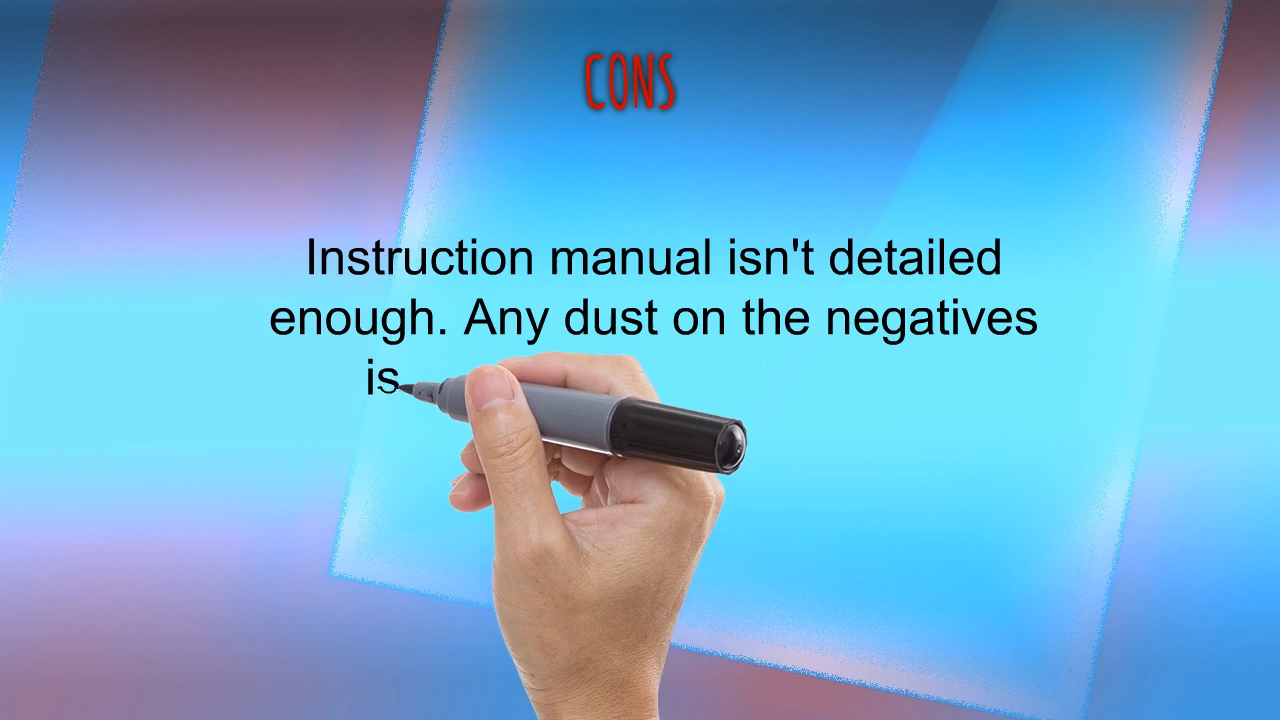 CONS
Instruction manual isn't detailed
enough. Any dust on the negatives
is